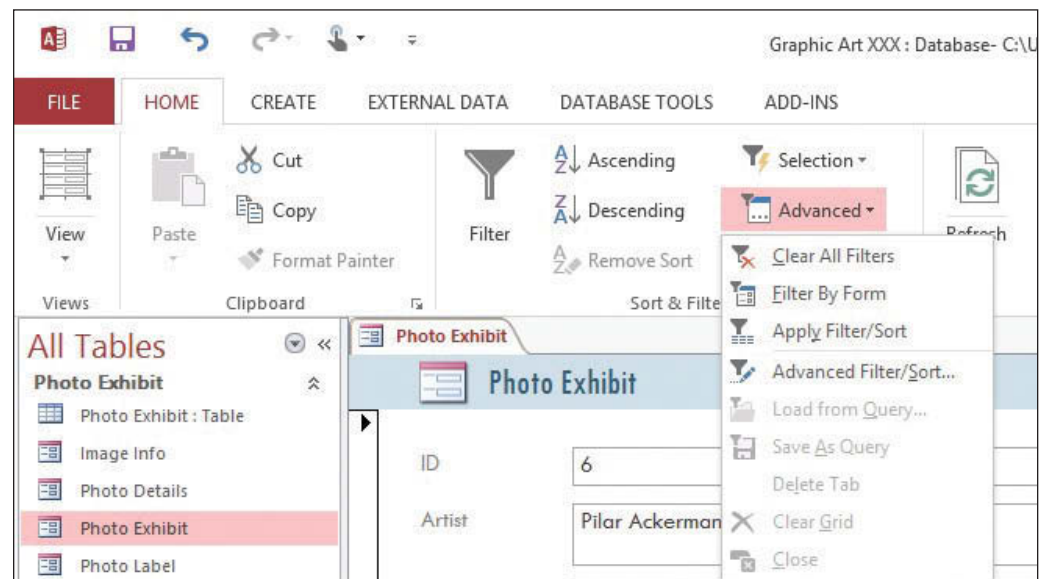 Graphic Art XXX : Database- C:\U
FILE HOME CREATE EXTERNAL DATA DATABASE TOOLS ADD-INS
View
Views
Paste
Cut
Copy
Format Painter
Clipboard
Filter
Ascending
Descending
Remove Sort
Sort & Filte
Selection
Advanced
Refresh
Clear All Filters
Filter By Form
Apply Filter/Sort
Advanced Filter/Sort...
Load from Query...
Save As Query
Delete Tab
Clear Grid
Close
All Tables
Photo Exhibit
Photo Exhibit : Table
Image Info
Photo Details
Photo Exhibit
Photo Label
Photo Exhibit
Photo Exhibit
ID 6
Artist Pilar Ackerman